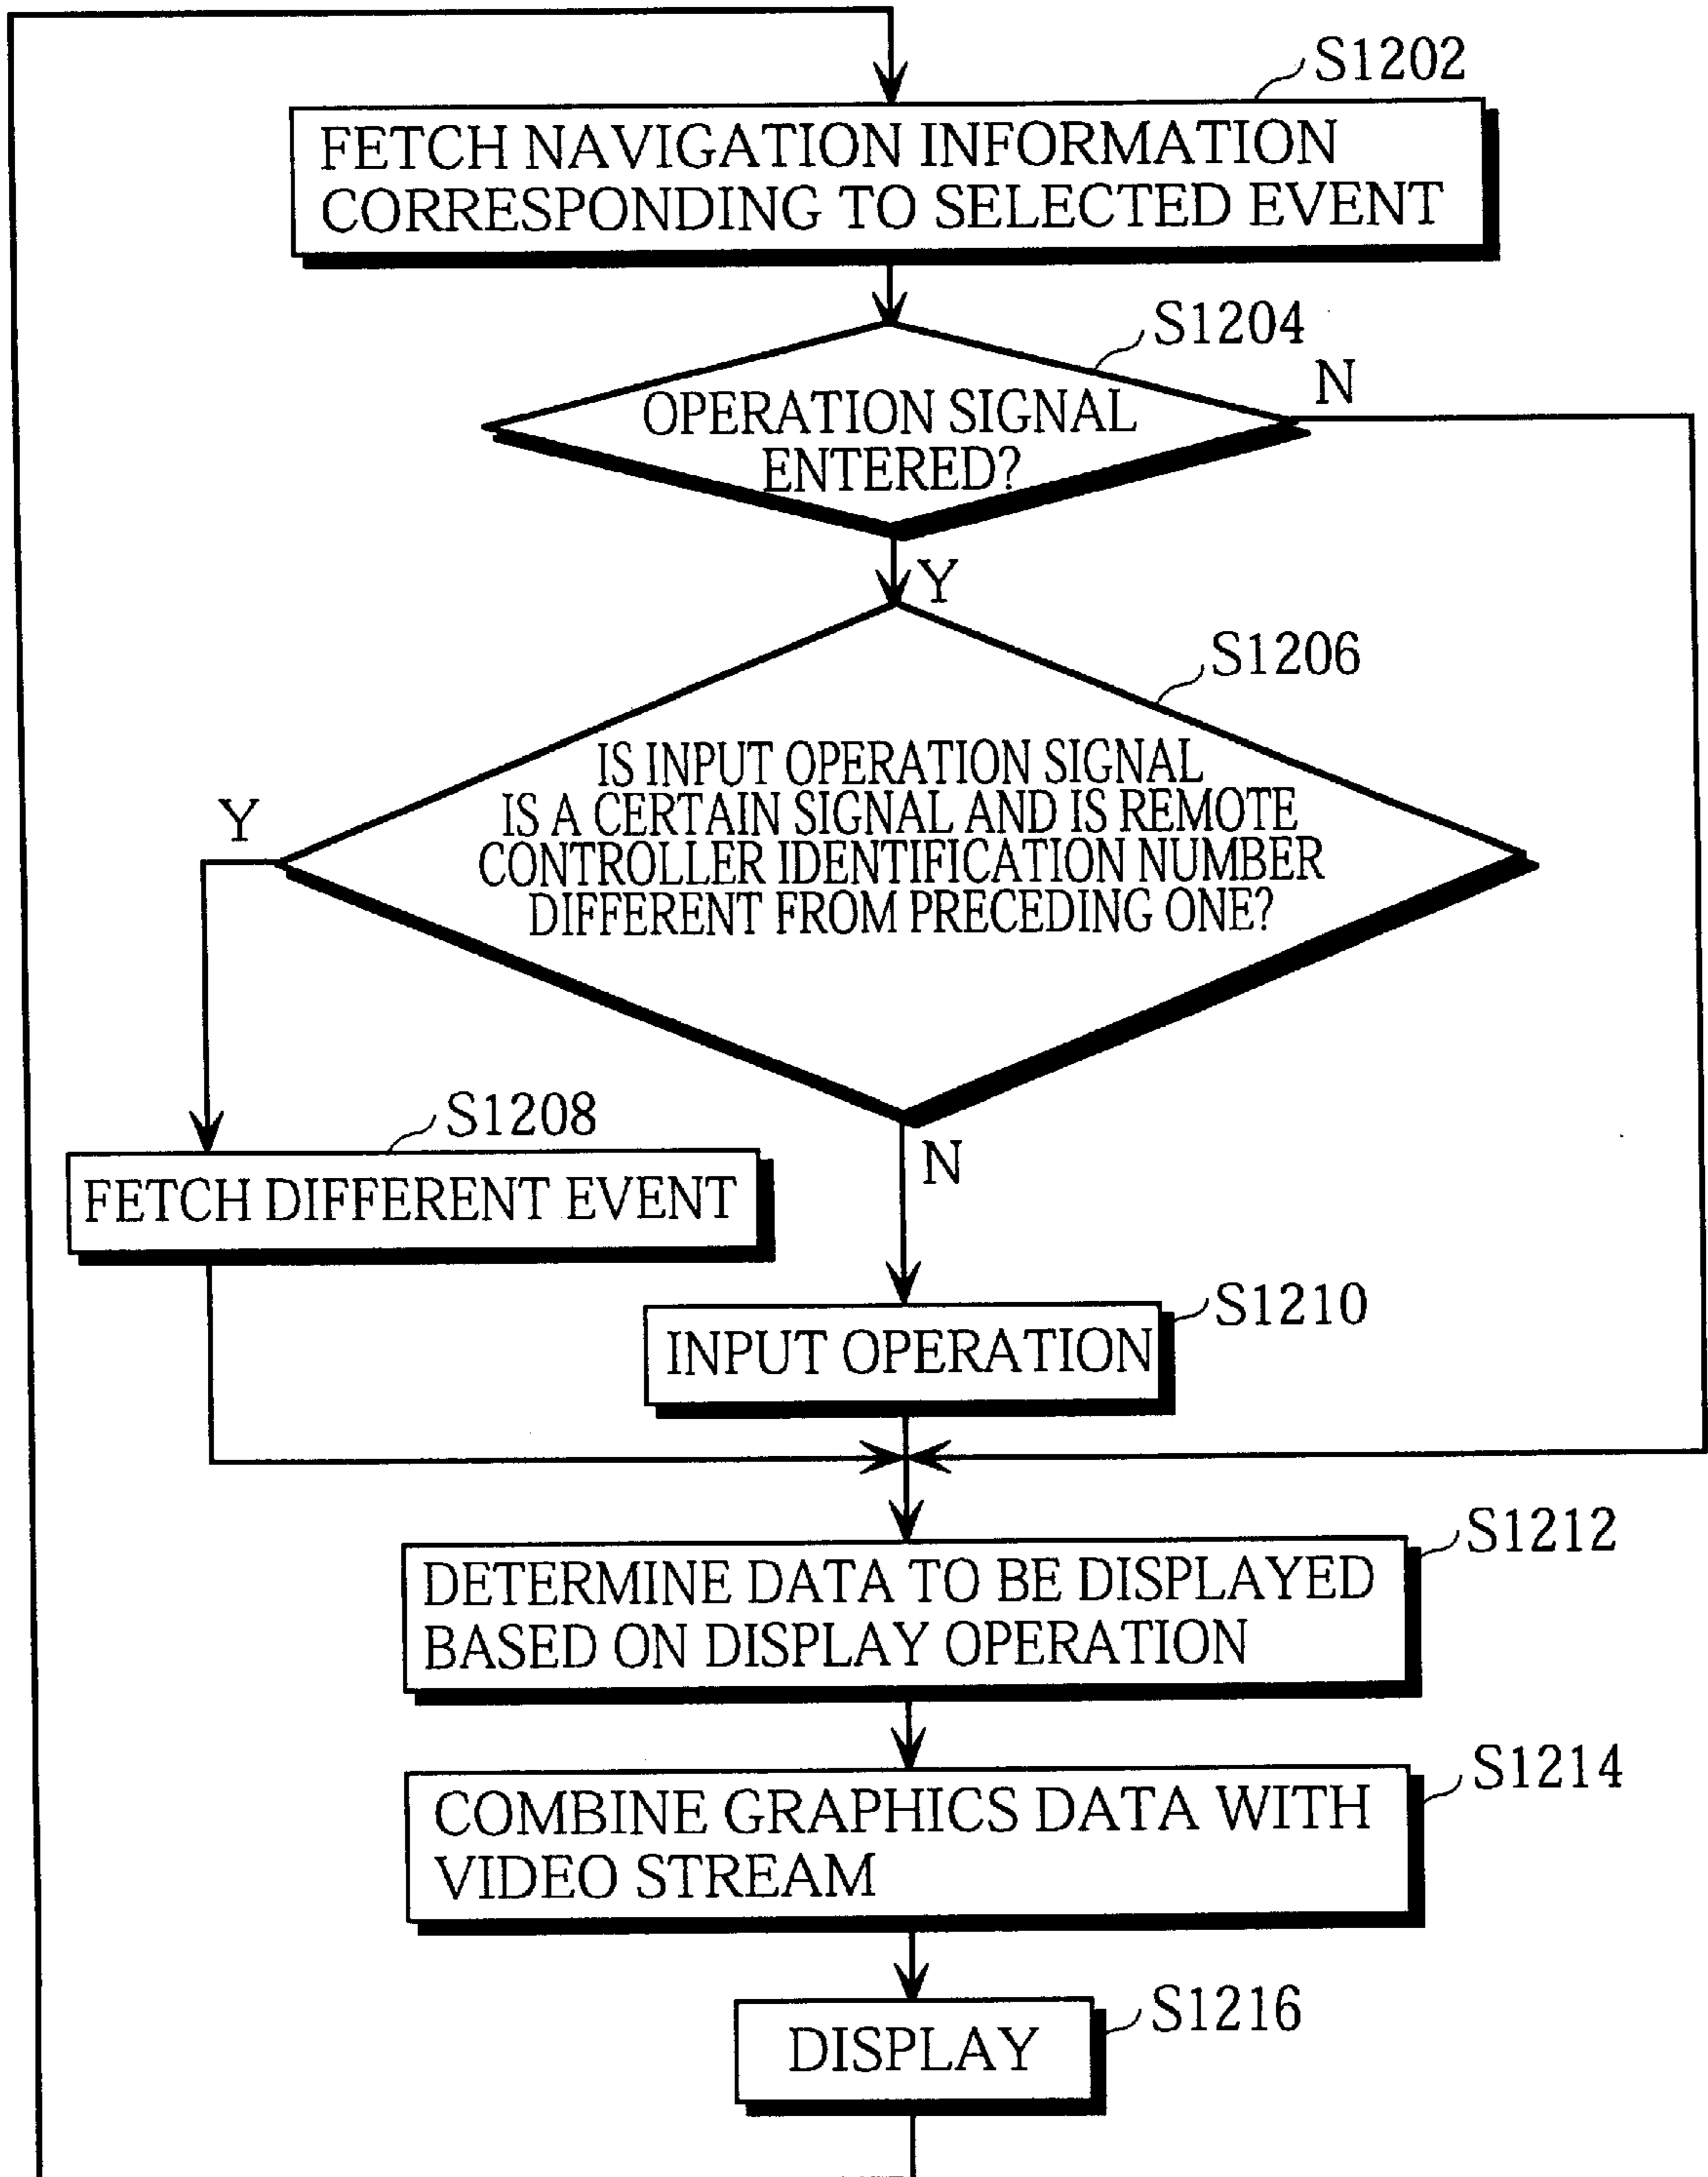 S1202
FETCH NAVIGATION INFORMATION
CORRESPONDING TO SELECTED EVENT
S1204
N
OPERATION SIGNAL
ENTERED?
Y
S1206
IS INPUT OPERATION SIGNAL
IS A CERTAIN SIGNAL AND IS REMOTE
CONTROLLER IDENTIFICATION NUMBER
DIFFERENT FROM PRECEDING ONE?
Y
S1208
N
FETCH DIFFERENT EVENT
S1210
INPUT OPERATION
S1212
DETERMINE DATA TO BE DISPLAYED
BASED ON DISPLAY OPERATION
S1214
COMBINE GRAPHICS DATA WITH
VIDEO STREAM
S1216
DISPLAY